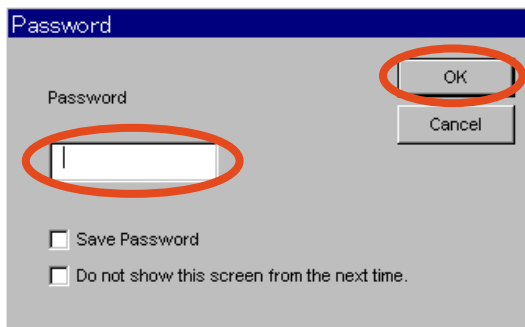 Password
OK
Password
Cancel
Save Password
Do not show this screen from the next time.